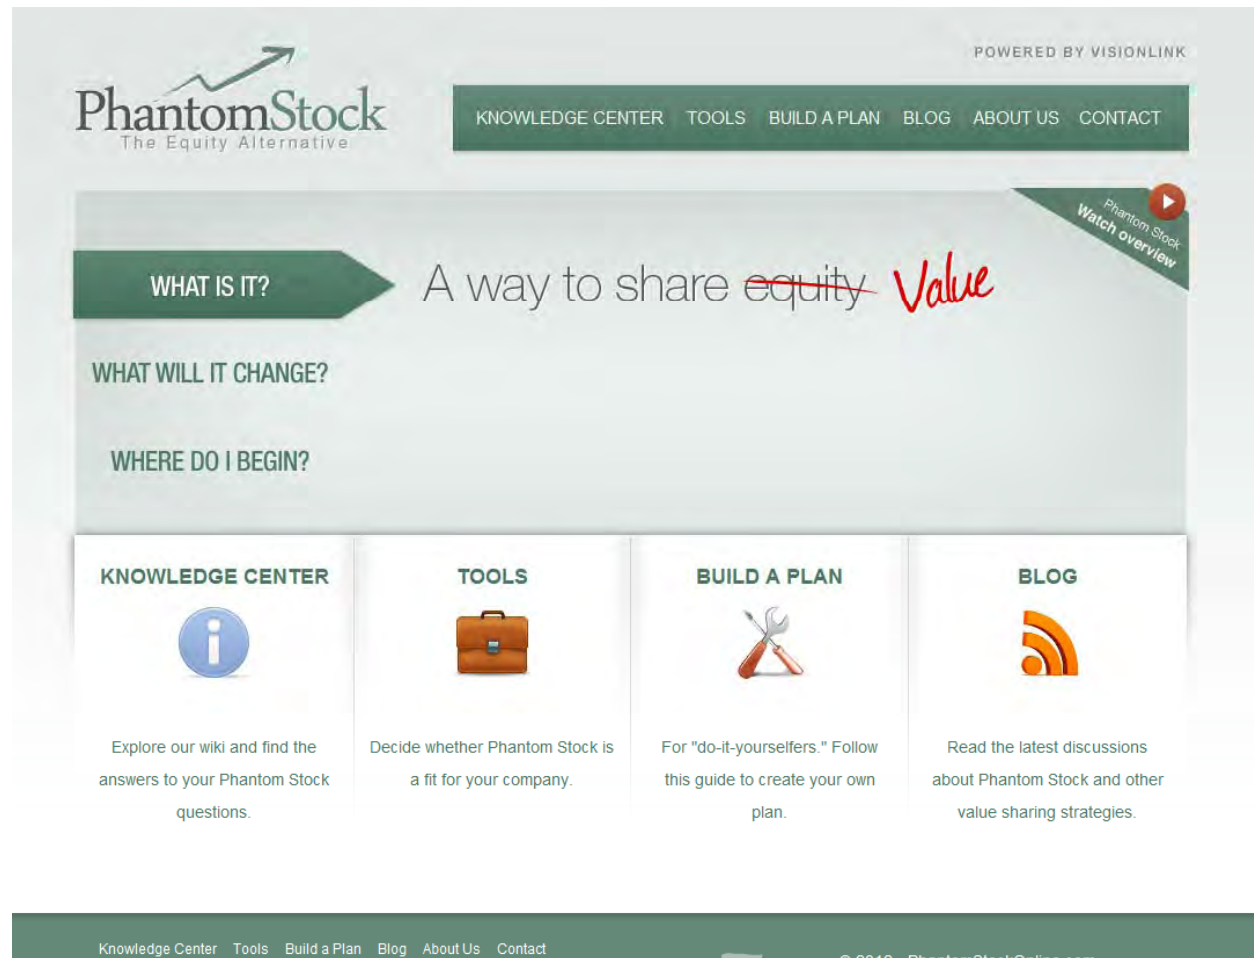 POWERED BY VISIONLINK
PhantomStock
The Equity Alternative
KNOWLEDGE CENTER TOOLS BUILD A PLAN BLOG ABOUT US CONTACT
Phantom Stock
Watch overview
WHAT IS IT?
A way to share equity Value
WHAT WILL IT CHANGE?
WHERE DO I BEGIN?
KNOWLEDGE CENTER
Explore our wiki and find the
answers to your Phantom Stock
questions.
TOOLS
Decide whether Phantom Stock is
a fit for your company.
BUILD A PLAN
For "do-it-yourselfers." Follow
this guide to create your own
plan.
BLOG
Read the latest discussions
about Phantom Stock and other
value sharing strategies.
Knowledge Center Tools Build a Plan Blog About Us Contact
PhantomStockOnline.com